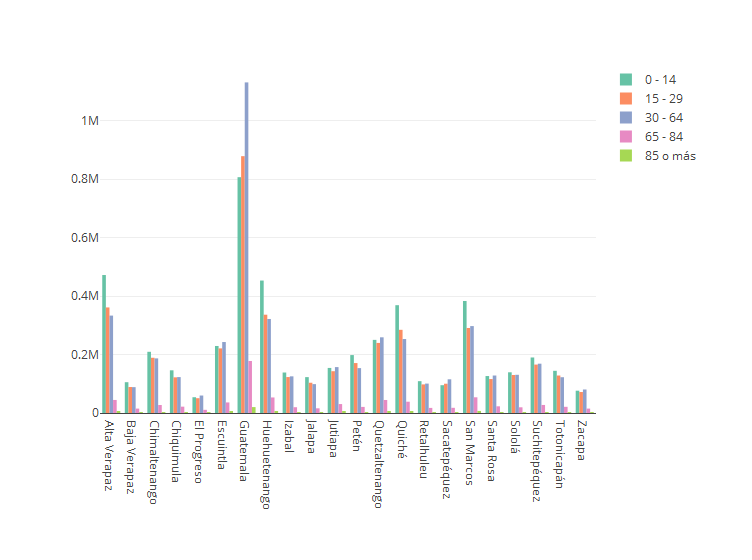 0 - 14
15 - 29
30 - 64
65 - 84
85 o más
1M
0.8M
0.6M
0.4M
0.2M
0
Alta Verapaz
Baja Verapaz
Chimaltenango
Chiquimula
El Progreso
Escuintla
Guatemala
Huehuetenango
Izabal
Jalapa
Jutiapa
Petén
Quetzaltenango
Quiché
Retalhuleu
Sacatepéquez
San Marcos
Santa Rosa
Sololá
Suchitepéquez
Totonicapán
Zacapa